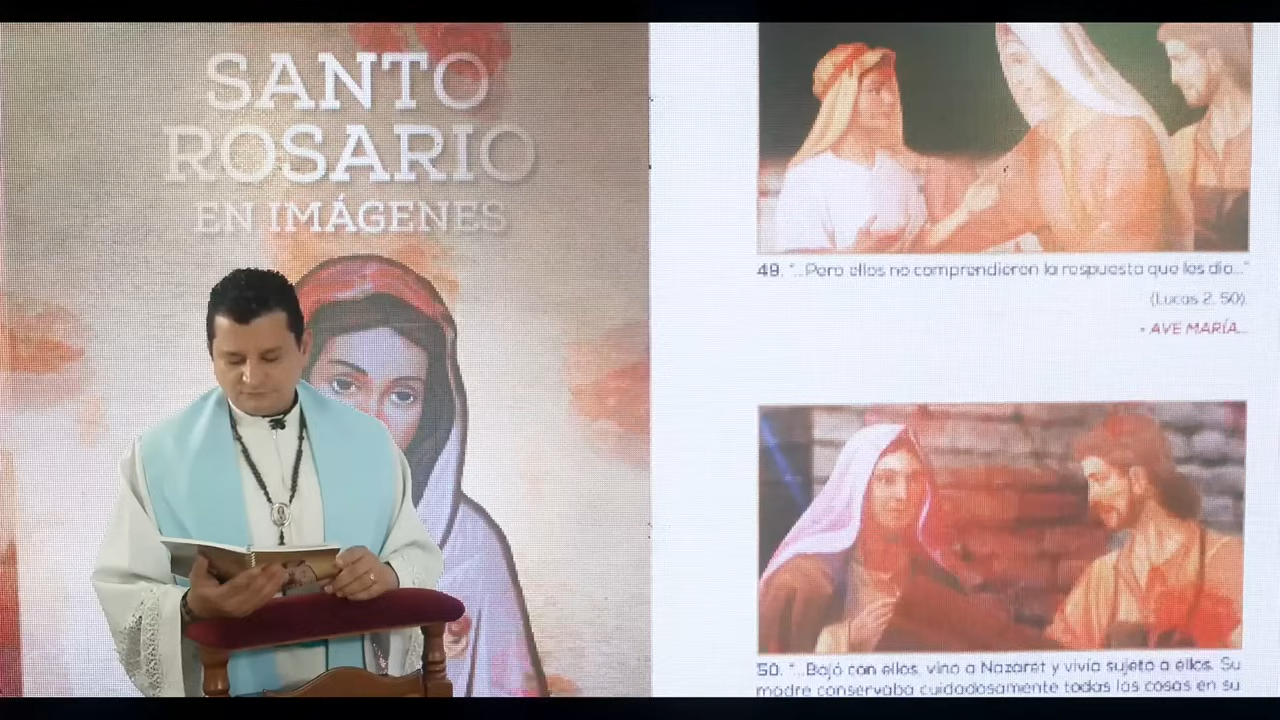 SANTO
ROSARIO
EN IMÁGENES
49. "...Pero ellos no comprendieron la respuesta que les dio..."
(Lucas 2, 50).
- AVE MARÍA...
50. "...Bajó con ellos, vino a Nazaret y vivía sujeto a ellos. Su
madre conservaba cuidadosamente todas las cosas en su